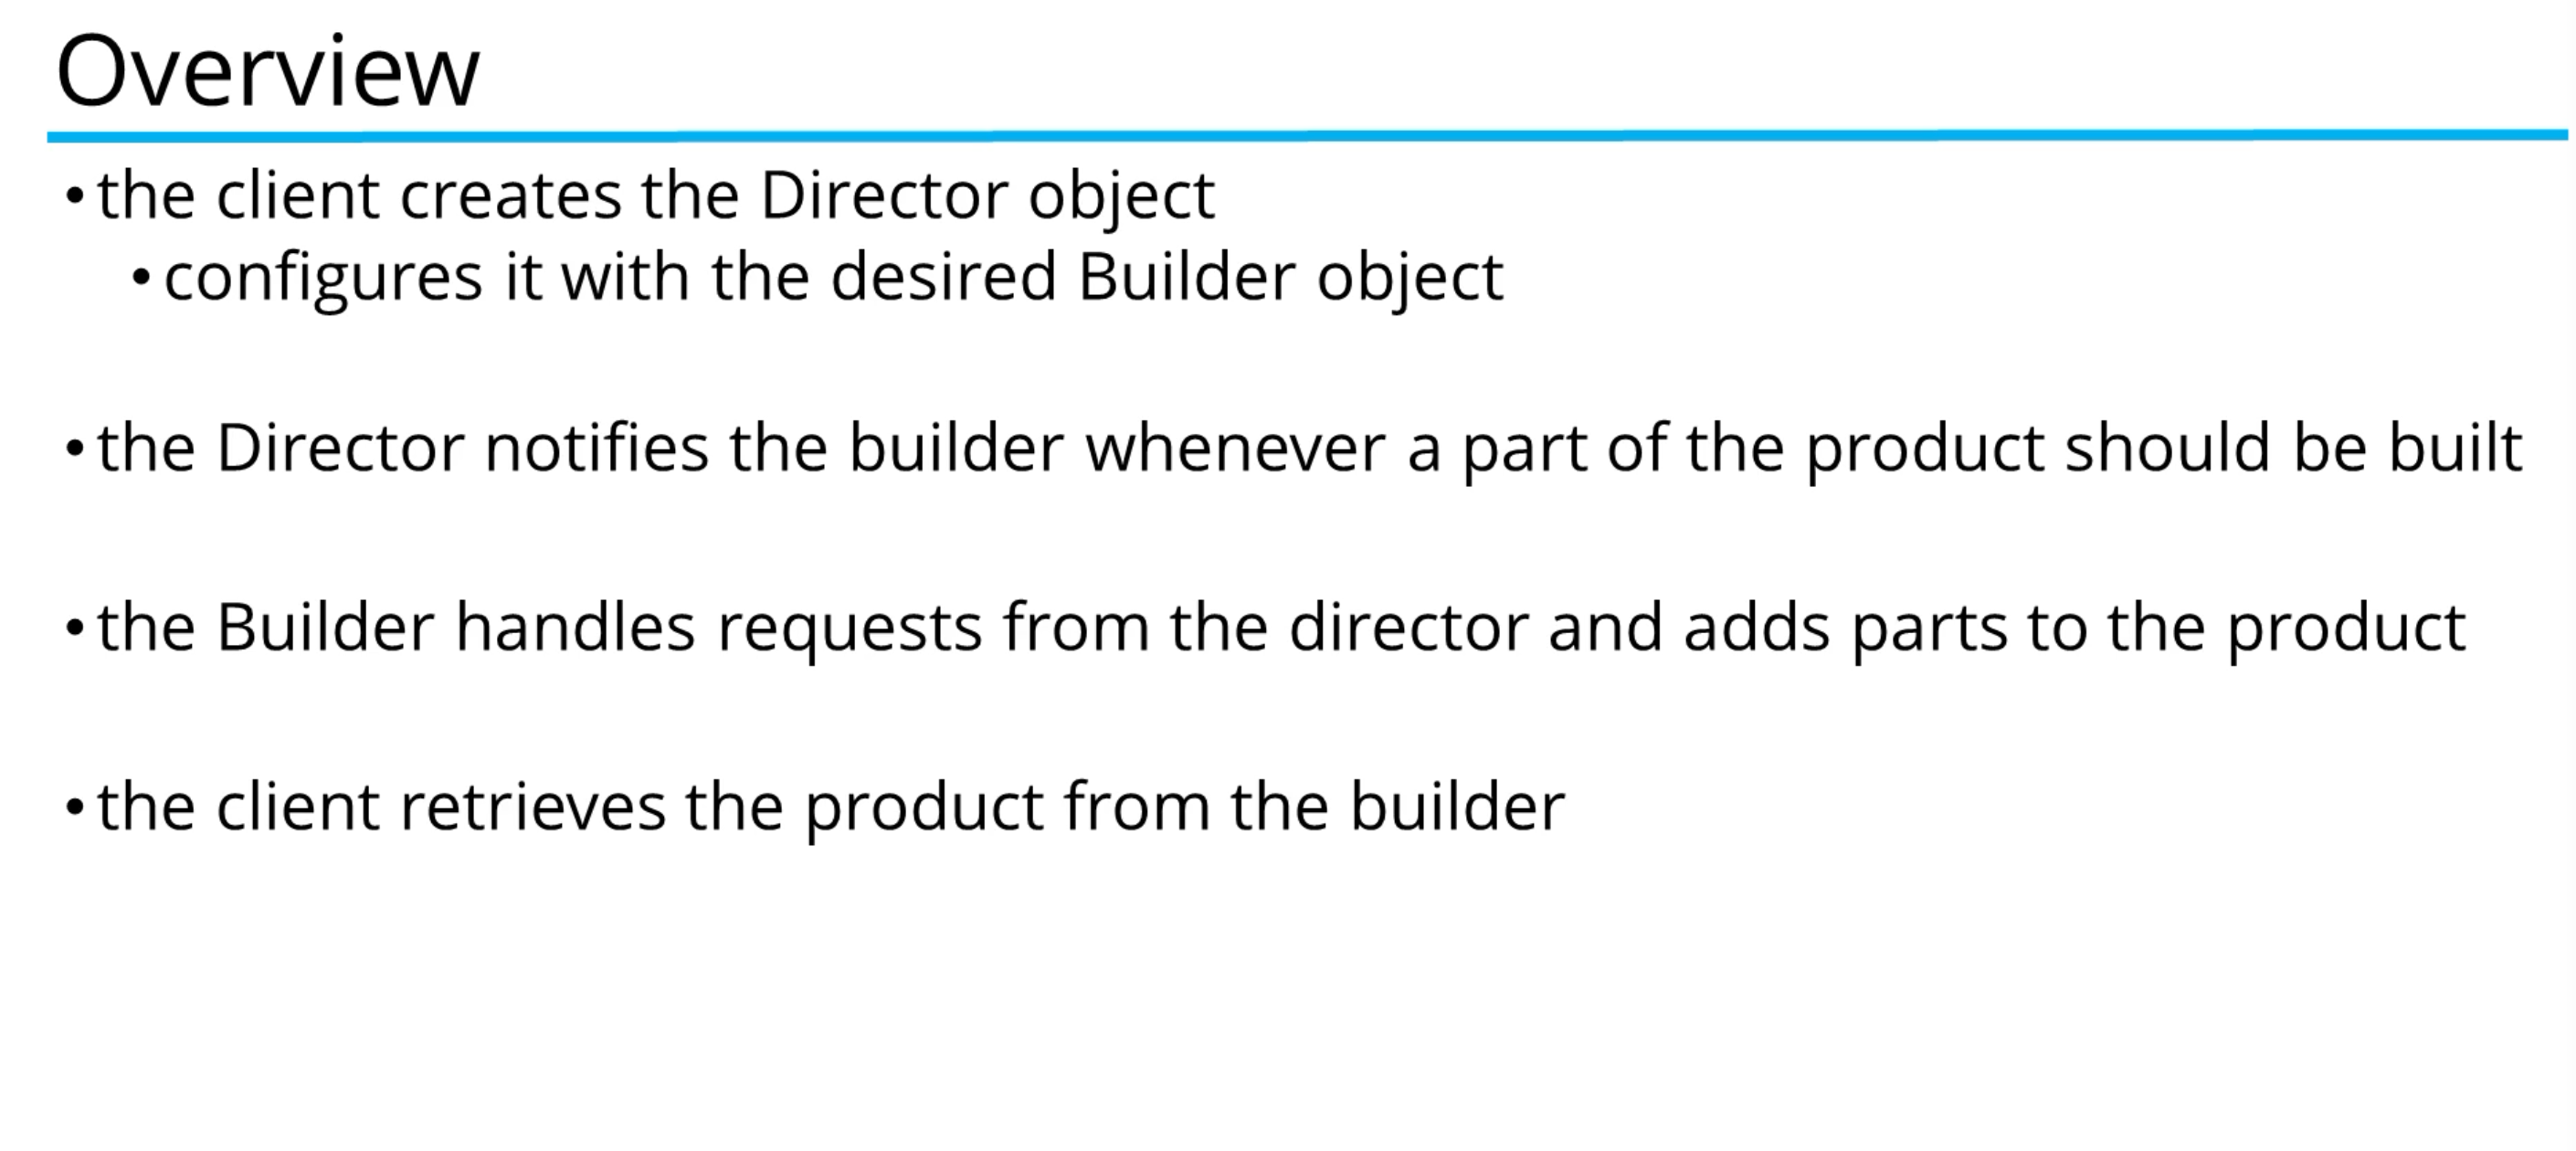 Overview
• the client creates the Director object
• configures it with the desired Builder object
• the Director notifies the builder whenever a part of the product should be built
• the Builder handles requests from the director and adds parts to the product
• the client retrieves the product from the builder